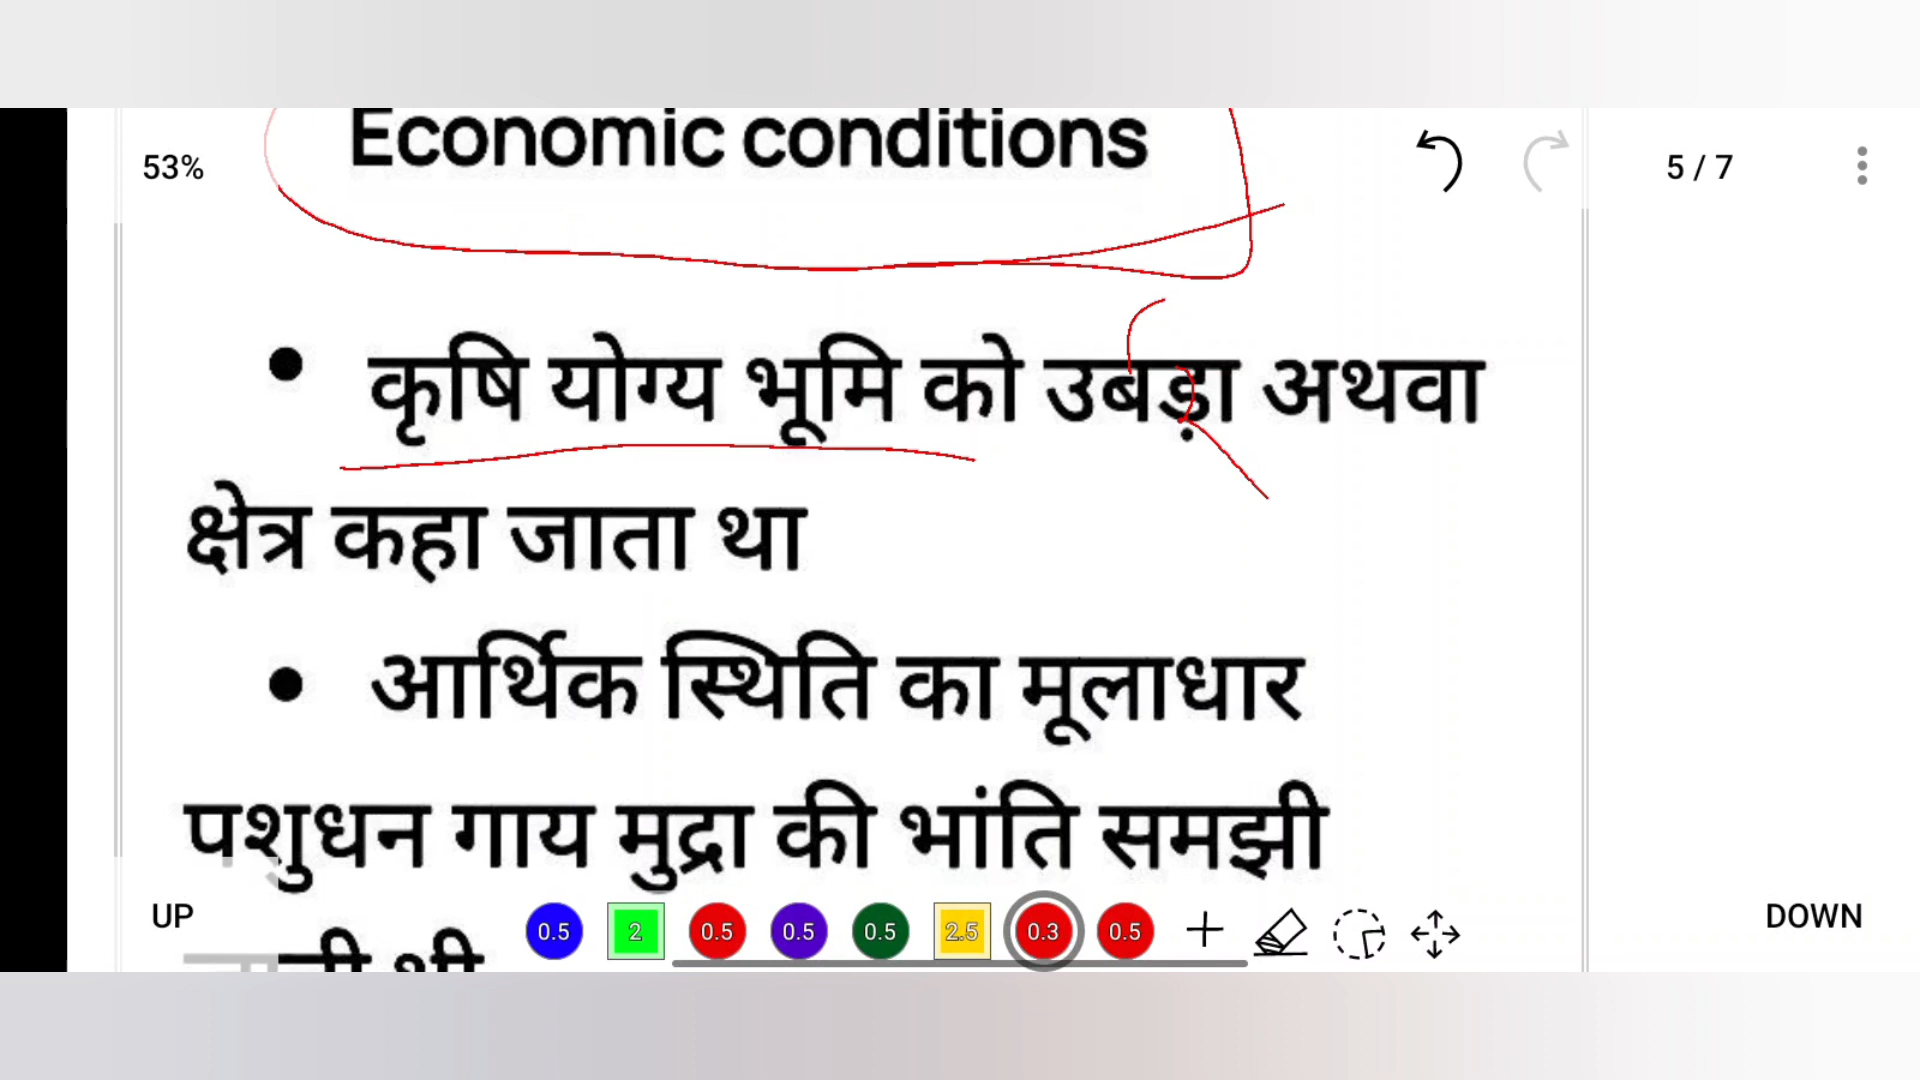 Economic conditions
53%
5 / 7
• कृषि योग्य भूमि को उबड़ा अथवा
क्षेत्र कहा जाता था
• आर्थिक स्थिति का मूलाधार
पशुधन गाय मुद्रा की भांति समझी
UP
0.5 2 0.5 0.5 0.5 2.5 0.3 0.5
DOWN